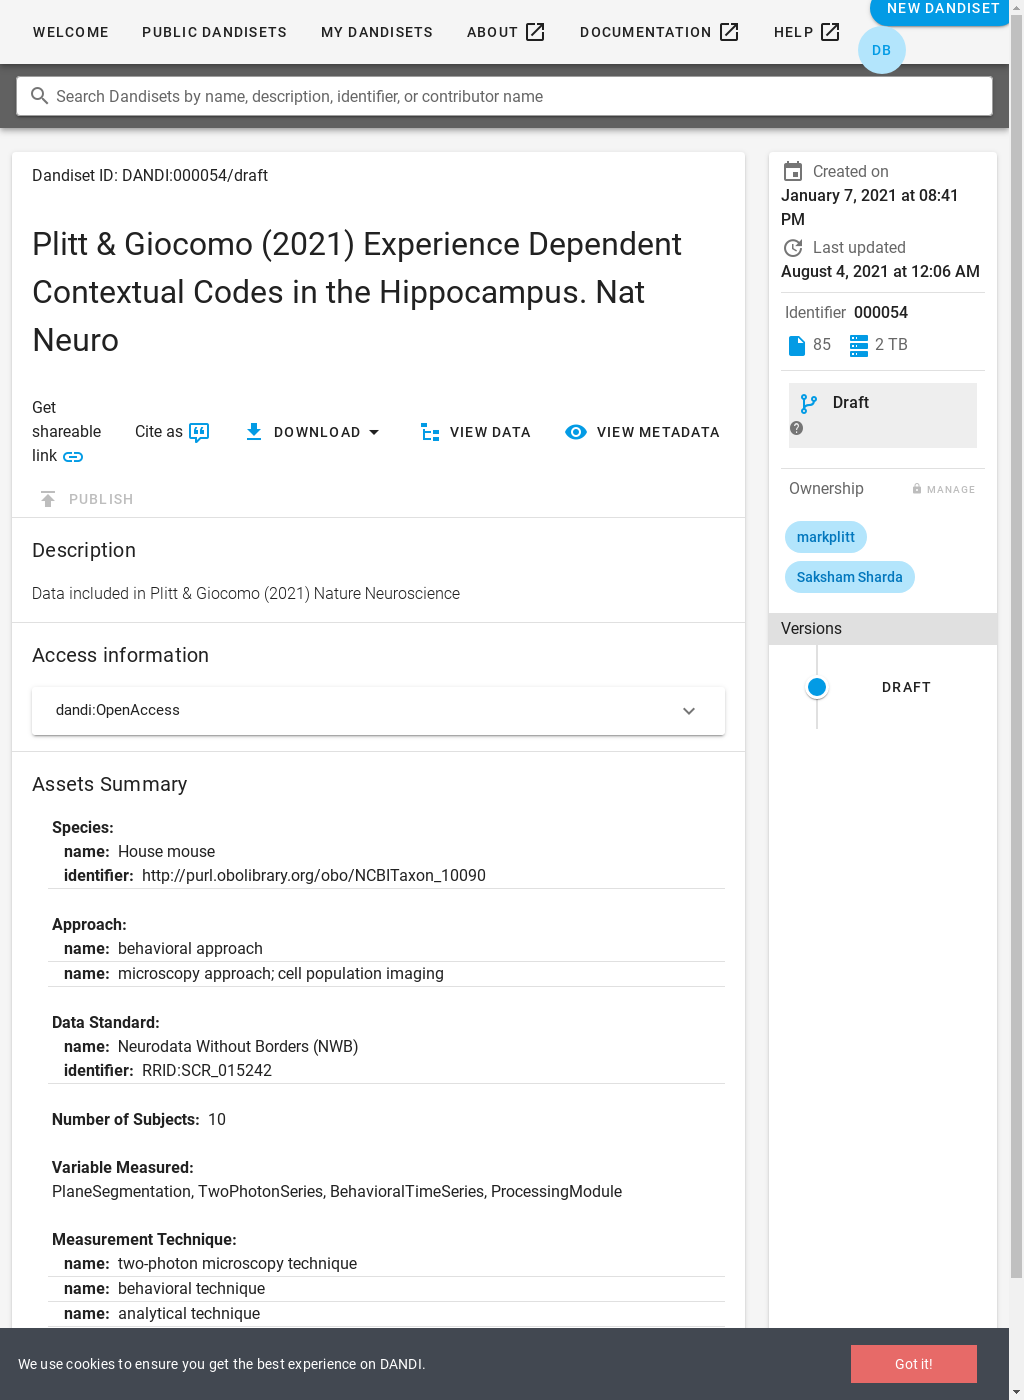 WELCOME PUBLIC DANDISETS MY DANDISETS ABOUT DOCUMENTATION HELP NEW DANDISET
DB
Search Dandisets by name, description, identifier, or contributor name
Dandiset ID: DANDI:000054/draft
Plitt & Giocomo (2021) Experience Dependent
Contextual Codes in the Hippocampus. Nat
Neuro
Get
shareable
link
Cite as
DOWNLOAD
VIEW DATA
VIEW METADATA
PUBLISH
Description
Data included in Plitt & Giocomo (2021) Nature Neuroscience
Access information
dandi:OpenAccess
Assets Summary
Species:
name: House mouse
identifier: http://purl.obolibrary.org/obo/NCBITaxon_10090
Approach:
name: behavioral approach
name: microscopy approach; cell population imaging
Data Standard:
name: Neurodata Without Borders (NWB)
identifier: RRID:SCR_015242
Number of Subjects: 10
Variable Measured:
PlaneSegmentation, TwoPhotonSeries, BehavioralTimeSeries, ProcessingModule
Measurement Technique:
name: two-photon microscopy technique
name: behavioral technique
name: analytical technique
Created on
January 7, 2021 at 08:41
PM
Last updated
August 4, 2021 at 12:06 AM
Identifier 000054
85 2 TB
Draft
Ownership MANAGE
markplitt
Saksham Sharda
Versions
DRAFT
We use cookies to ensure you get the best experience on DANDI.
Got it!